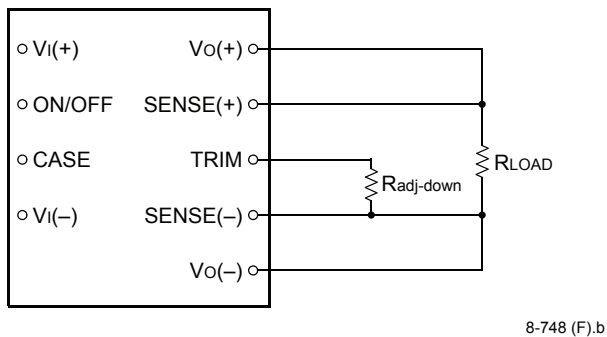 VI(+) VO(+)
ON/OFF SENSE(+)
CASE TRIM
Radj-down
RLOAD
VI(–) SENSE(–)
VO(–)
8-748 (F).b